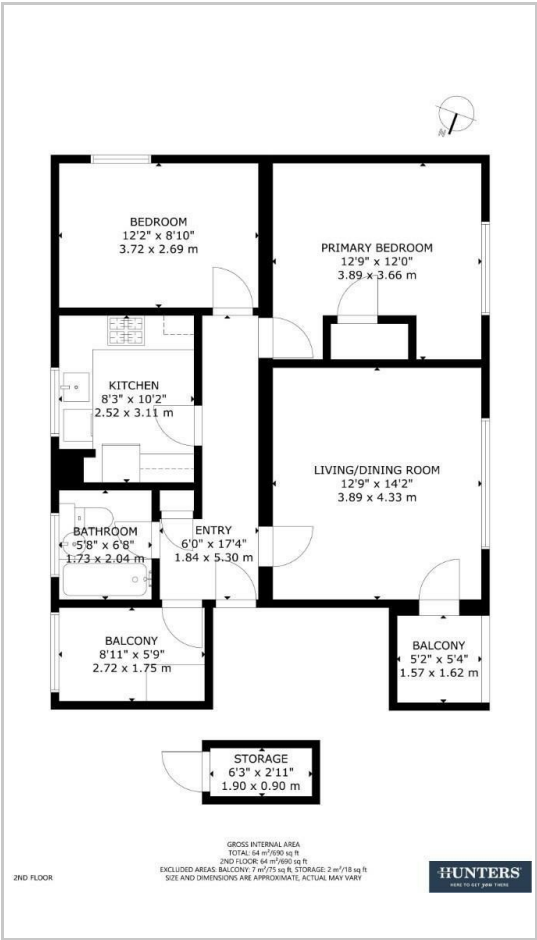 N
BEDROOM
12'2" x 8'10"
3.72 x 2.69 m
PRIMARY BEDROOM
12'9" x 12'0"
3.89 x 3.66 m
KITCHEN
8'3" x 10'2"
2.52 x 3.11 m
LIVING/DINING ROOM
12'9" x 14'2"
3.89 x 4.33 m
BATHROOM
5'8" x 6'8"
1.73 x 2.04 m
ENTRY
6'0" x 17'4"
1.84 x 5.30 m
BALCONY
8'11" x 5'9"
2.72 x 1.75 m
BALCONY
5'2" x 5'4"
1.57 x 1.62 m
STORAGE
6'3" x 2'11"
1.90 x 0.90 m
GROSS INTERNAL AREA
TOTAL: 64 m²/690 sq ft
2ND FLOOR: 64 m²/690 sq ft
EXCLUDED AREAS: BALCONY: 7 m²/75 sq ft, STORAGE: 2 m²/18 sq ft
SIZE AND DIMENSIONS ARE APPROXIMATE, ACTUAL MAY VARY
2ND FLOOR
HUNTERS®
HERE TO GET you THERE